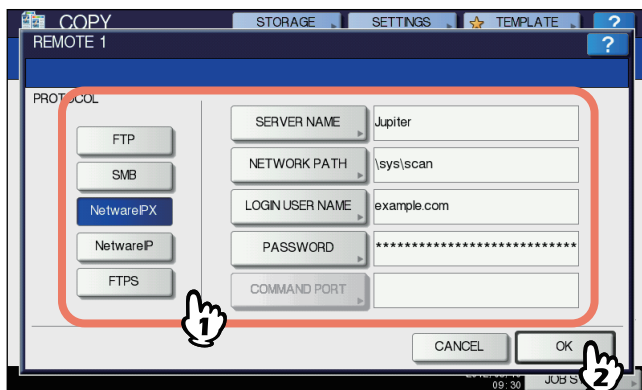 COPY STORAGE SETTINGS TEMPLATE ?
REMOTE 1 ?
PROTOCOL
FTP
SMB
NetwareIPX
NetwareIP
FTPS
SERVER NAME Jupiter
NETWORK PATH \sys\scan
LOGIN USER NAME example.com
PASSWORD ****************************
COMMAND PORT
1
CANCEL OK
2
09:30 JOB S